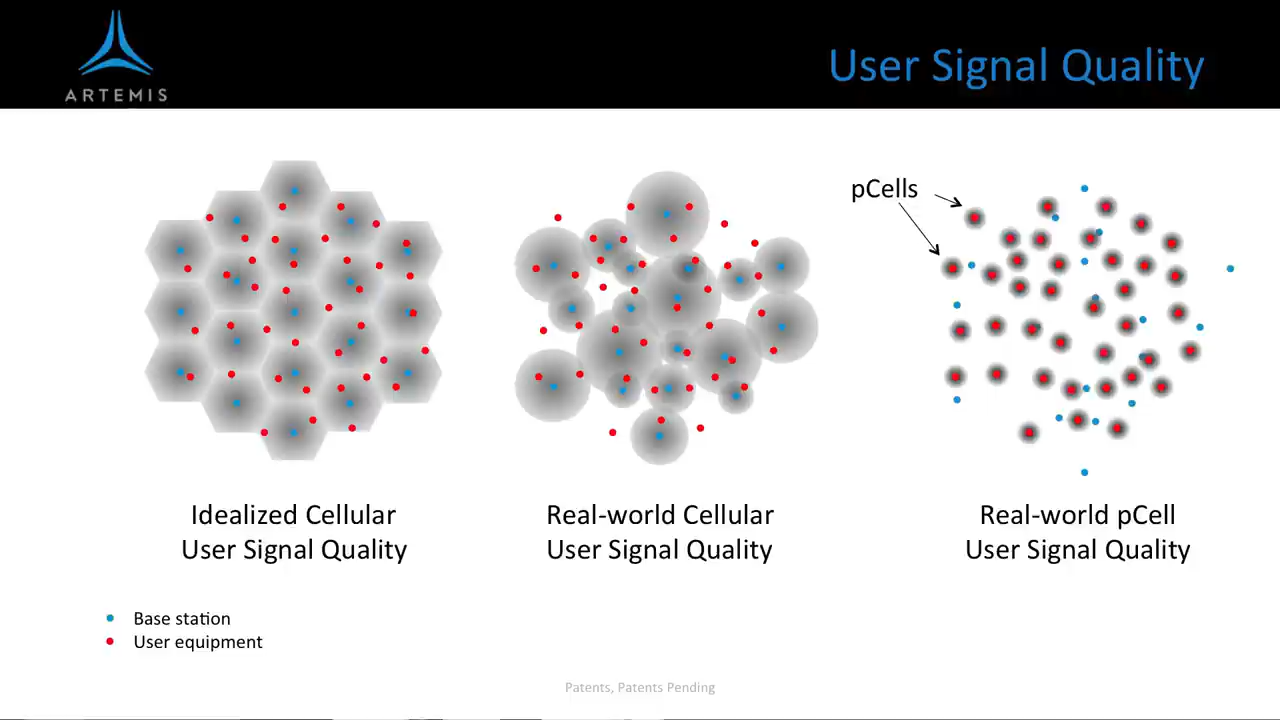 ARTEMIS
User Signal Quality
pCells
Idealized Cellular
User Signal Quality
Real-world Cellular
User Signal Quality
Real-world pCell
User Signal Quality
Base station
User equipment
Patents, Patents Pending